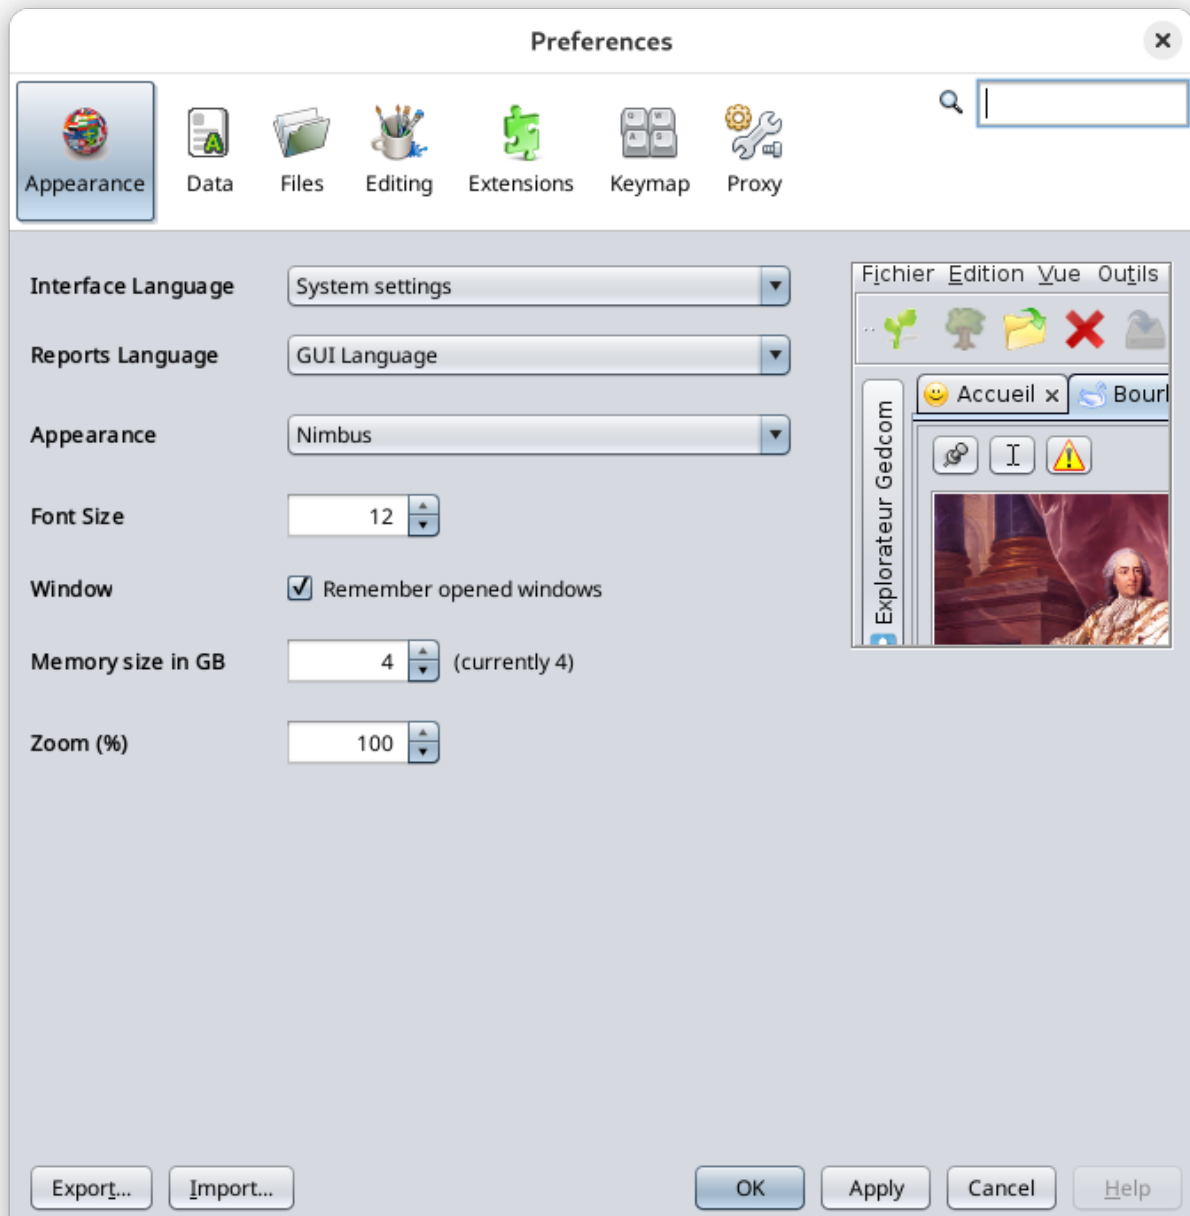 Preferences
Appearance
Data
Files
Editing
Extensions
Keymap
Proxy
Interface Language
System settings
Reports Language
GUI Language
Appearance
Nimbus
Font Size
12
Window
Remember opened windows
Memory size in GB
4
(currently 4)
Zoom (%)
100
Fichier Edition Vue Outils
Accueil
Bourl
Explorateur Gedcom
Export...
Import...
OK
Apply
Cancel
Help